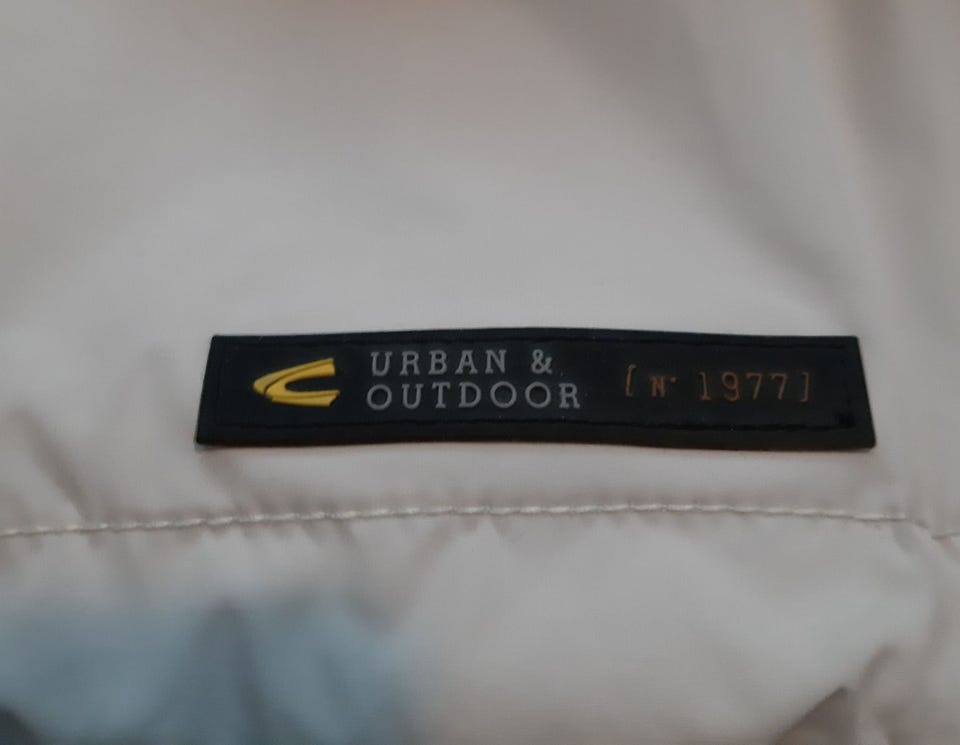 URBAN &
OUTDOOR
[N° 1977]